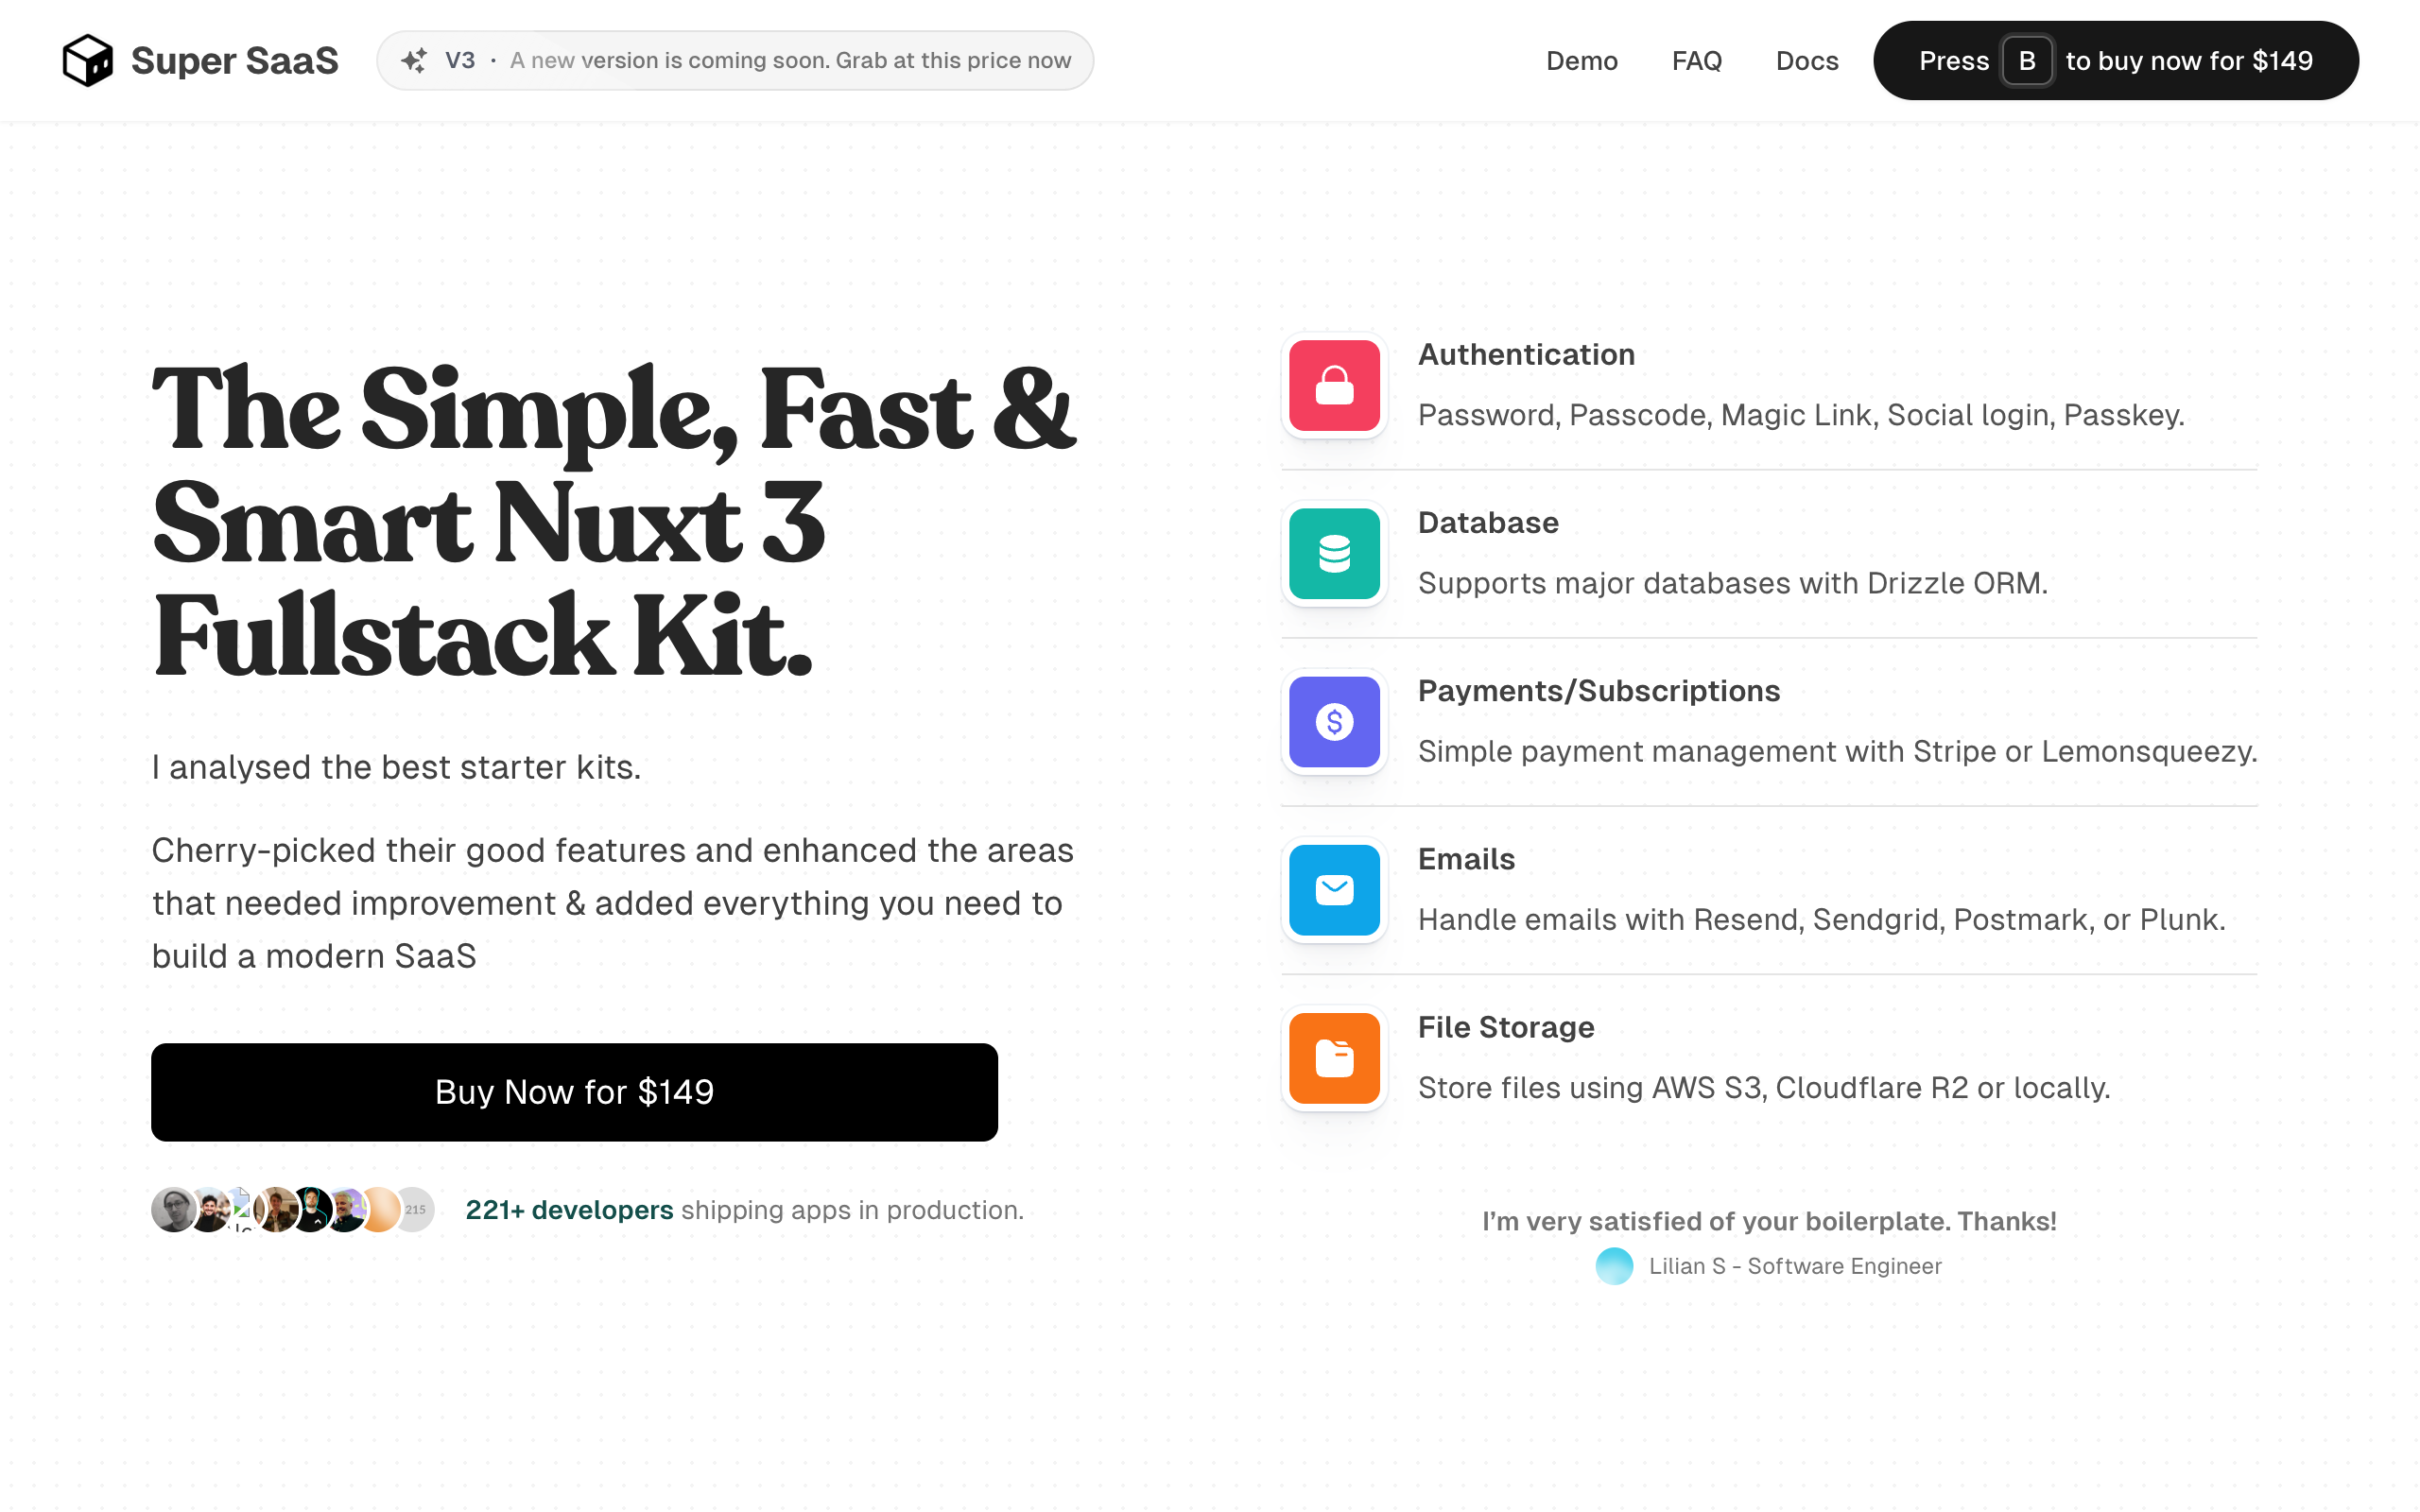 Super SaaS
V3 · A new version is coming soon. Grab at this price now
Demo
FAQ
Docs
Press B to buy now for $149
The Simple, Fast &
Smart Nuxt 3
Fullstack Kit.
I analysed the best starter kits.
Cherry-picked their good features and enhanced the areas
that needed improvement & added everything you need to
build a modern SaaS
Buy Now for $149
215
221+ developers shipping apps in production.
Authentication
Password, Passcode, Magic Link, Social login, Passkey.
Database
Supports major databases with Drizzle ORM.
Payments/Subscriptions
Simple payment management with Stripe or Lemonsqueezy.
Emails
Handle emails with Resend, Sendgrid, Postmark, or Plunk.
File Storage
Store files using AWS S3, Cloudflare R2 or locally.
I'm very satisfied of your boilerplate. Thanks!
Lilian S - Software Engineer